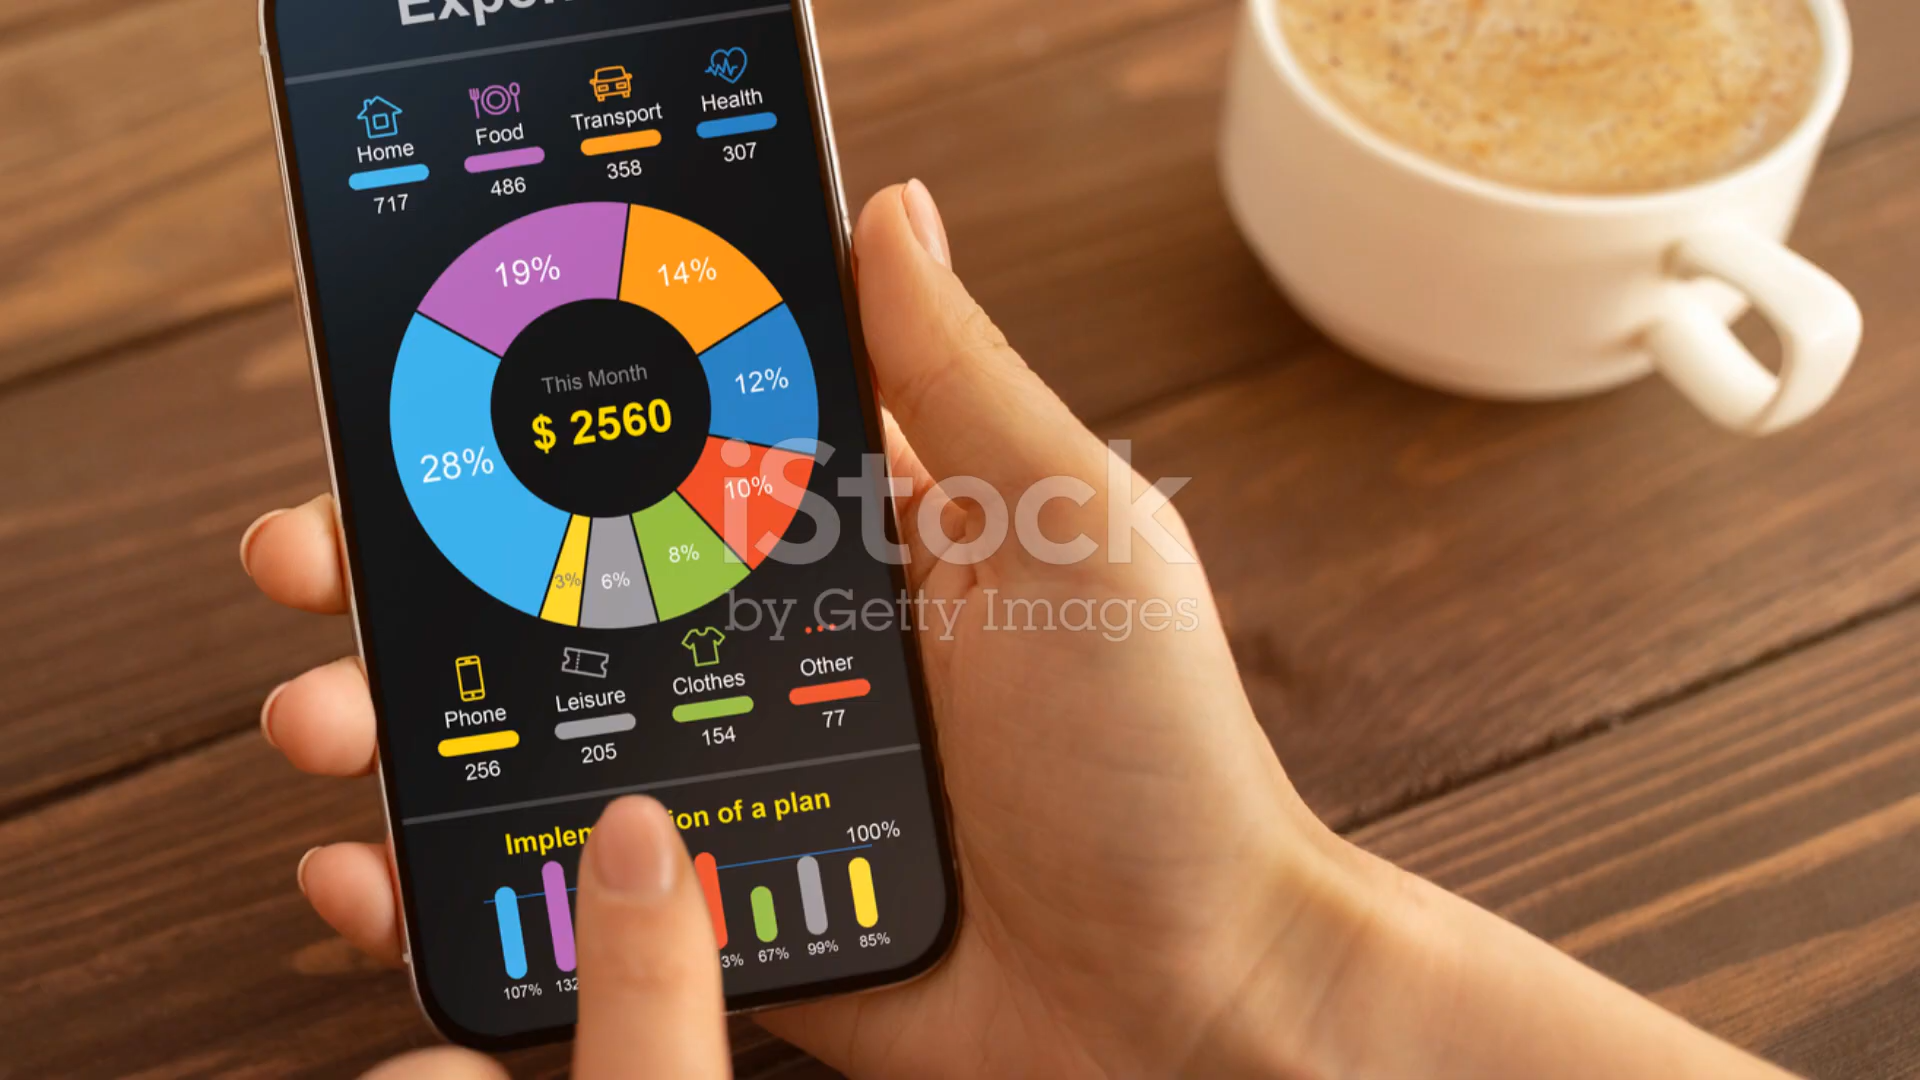 Home
Food
Transport
Health
717
486
358
307
19%
14%
12%
28%
10%
8%
6%
3%
This Month
$ 2560
iStock
by Getty Images
Phone
Leisure
Clothes
Other
256
205
154
77
of a plan
100%
107%
67%
99%
85%